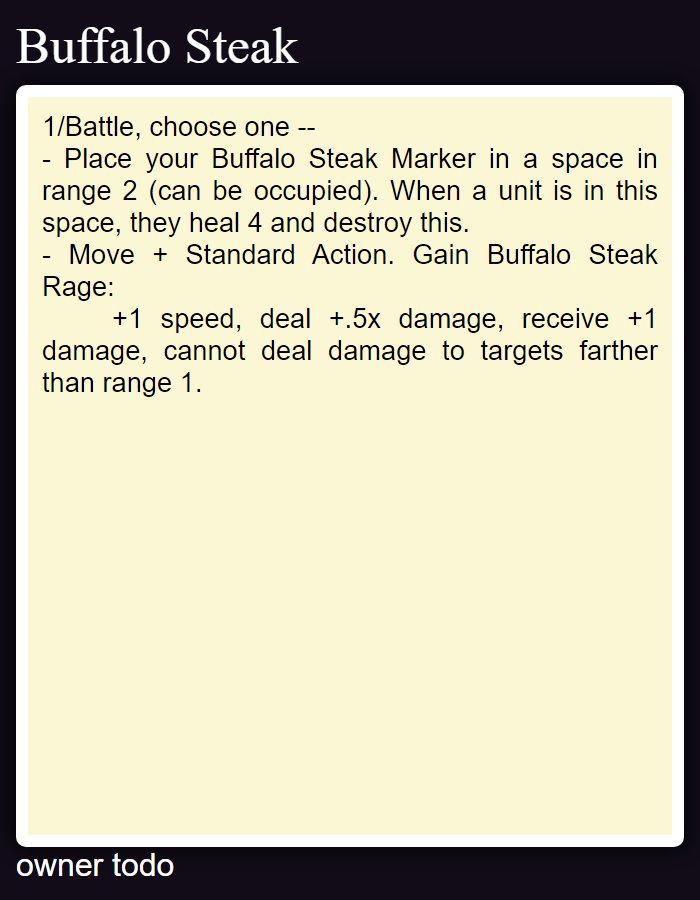 Buffalo Steak
1/Battle, choose one --
- Place your Buffalo Steak Marker in a space in
range 2 (can be occupied). When a unit is in this
space, they heal 4 and destroy this.
- Move + Standard Action. Gain Buffalo Steak
Rage:
+1 speed, deal +.5x damage, receive +1
damage, cannot deal damage to targets farther
than range 1.
owner todo